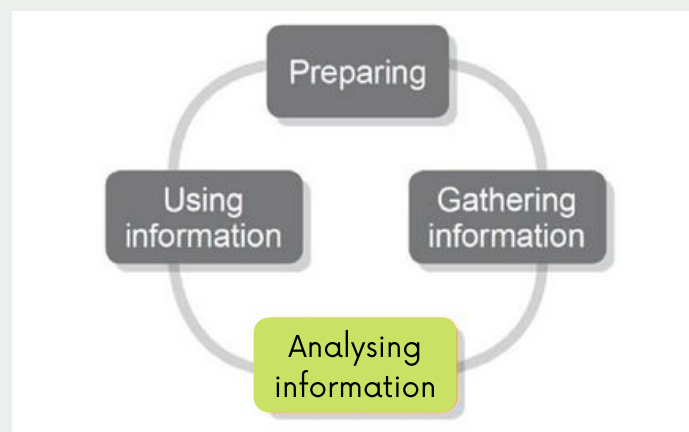 Preparing
Gathering
information
Analysing
information
Using
information